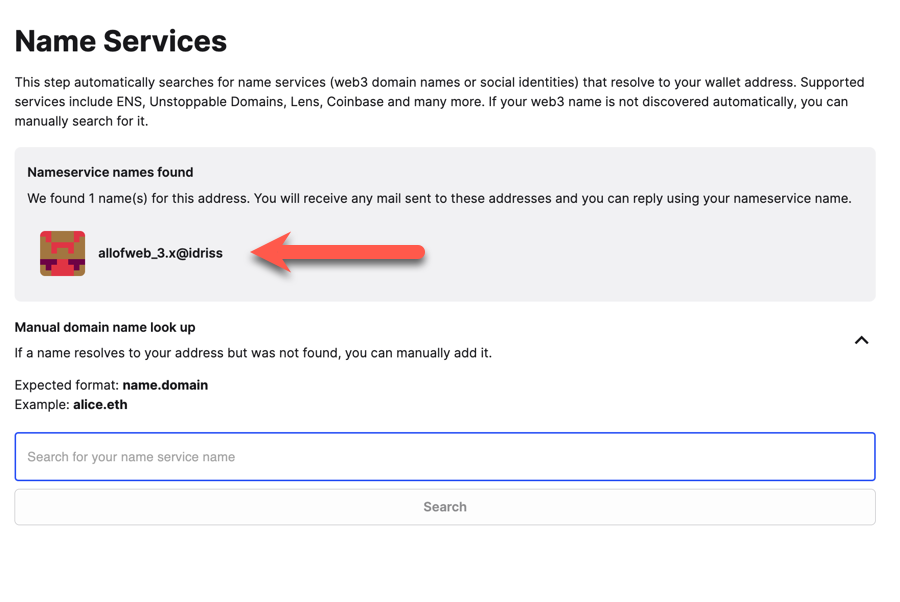 Name Services
This step automatically searches for name services (web3 domain names or social identities) that resolve to your wallet address. Supported
services include ENS, Unstoppable Domains, Lens, Coinbase and many more. If your web3 name is not discovered automatically, you can
manually search for it.
Nameservice names found
We found 1 name(s) for this address. You will receive any mail sent to these addresses and you can reply using your nameservice name.
allofweb_3.x@idriss
Manual domain name look up
If a name resolves to your address but was not found, you can manually add it.
Expected format: name.domain
Example: alice.eth
Search for your name service name
Search